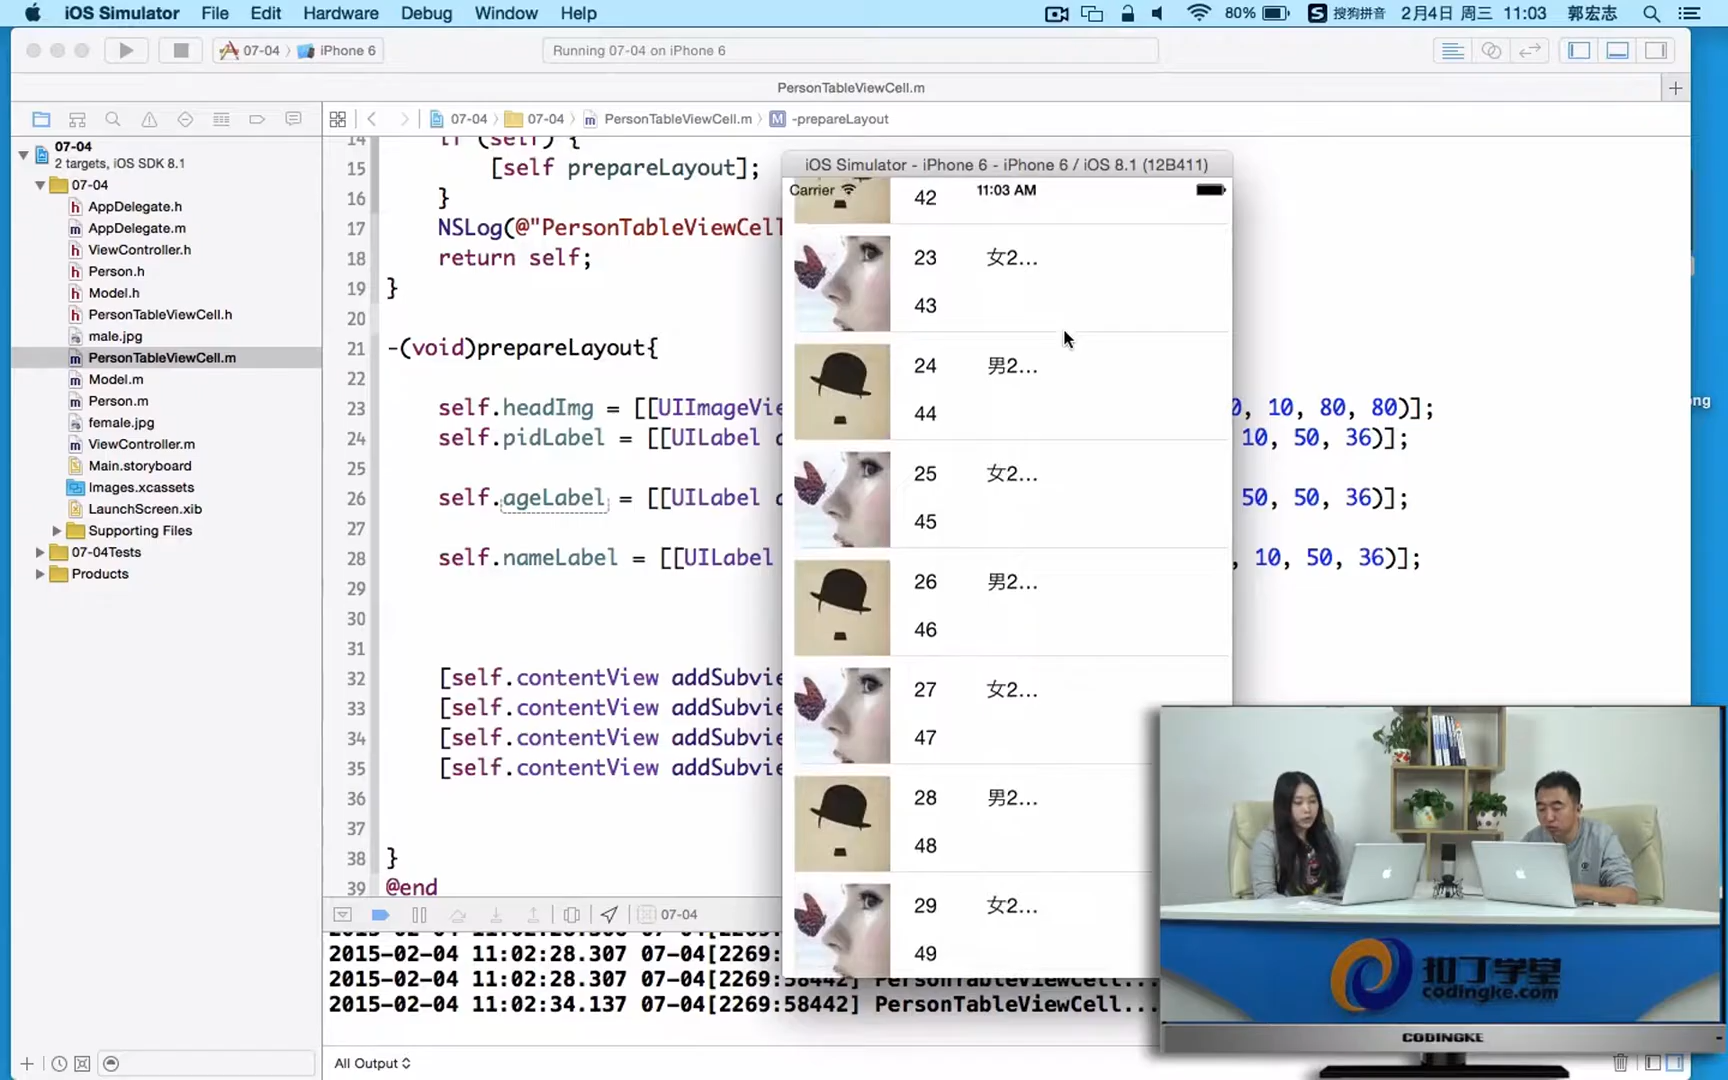 iOS Simulator File Edit Hardware Debug Window Help 80% 搜狗拼音 2月4日 周三 11:03 郭宏志
07-04 iPhone 6 Running 07-04 on iPhone 6
PersonTableViewCell.m
07-04 07-04 PersonTableViewCell.m M -prepareLayout
07-04
2 targets, iOS SDK 8.1
07-04
AppDelegate.h
AppDelegate.m
ViewController.h
Person.h
Model.h
PersonTableViewCell.h
male.jpg
PersonTableViewCell.m
Model.m
Person.m
female.jpg
ViewController.m
Main.storyboard
Images.xcassets
LaunchScreen.xib
Supporting Files
07-04Tests
Products
14 if (self) {
15 [self prepareLayout];
16 }
17 NSLog(@"PersonTableViewCell
18 return self;
19 }
20
21 -(void)prepareLayout{
22
23 self.headImg = [[UIImageVie 0, 10, 80, 80)];
24 self.pidLabel = [[UILabel a 10, 50, 36)];
25
26 self.ageLabel = [[UILabel a 50, 50, 36)];
27
28 self.nameLabel = [[UILabel , 10, 50, 36)];
29
30
31
32 [self.contentView addSubvie
33 [self.contentView addSubvie
34 [self.contentView addSubvie
35 [self.contentView addSubvie
36
37
38 }
39 @end
iOS Simulator - iPhone 6 - iPhone 6 / iOS 8.1 (12B411)
Carrier 11:03 AM
42
23 女2...
43
24 男2...
44
25 女2...
45
26 男2...
46
27 女2...
47
28 男2...
48
29 女2...
49
ong
07-04
2015-02-04 11:02:28.307 07-04[2269:
2015-02-04 11:02:28.307 07-04[2269:58442] PersonTableViewCell...
2015-02-04 11:02:34.137 07-04[2269:58442] PersonTableViewCell...
All Output
扣丁学堂
codingke.com
CODINGKE